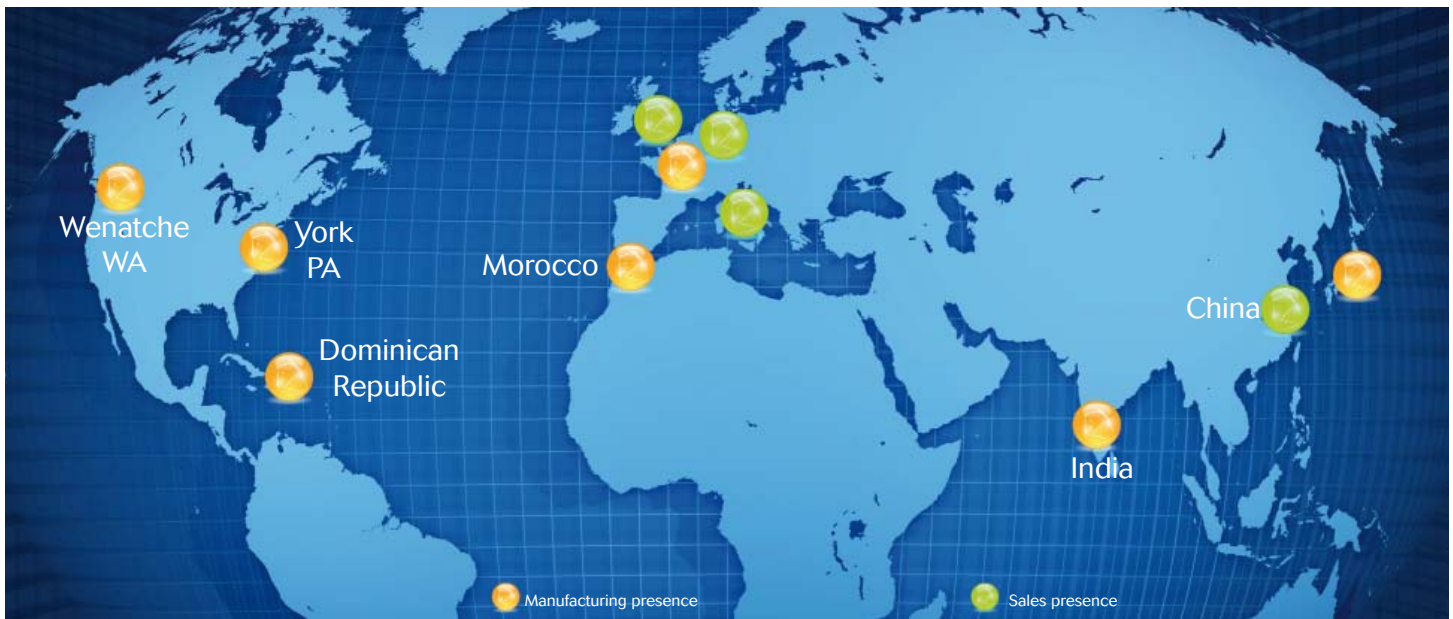 Wenatche
WA
York
PA
Morocco
China
Dominican
Republic
India
Manufacturing presence
Sales presence